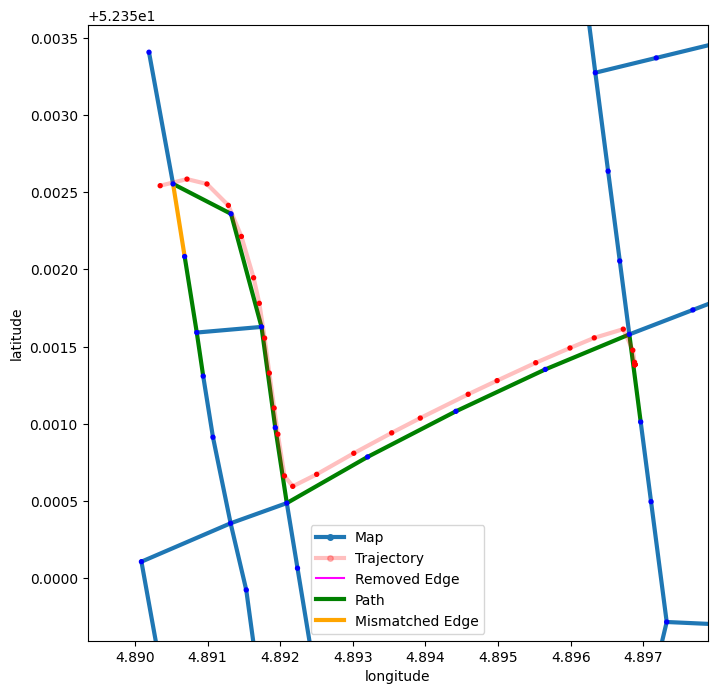 +5.235e1
0.0035
0.0030
0.0025
0.0020
0.0015
0.0010
0.0005
0.0000
latitude
Map
Trajectory
Removed Edge
Path
Mismatched Edge
4.890 4.891 4.892 4.893 4.894 4.895 4.896 4.897
longitude